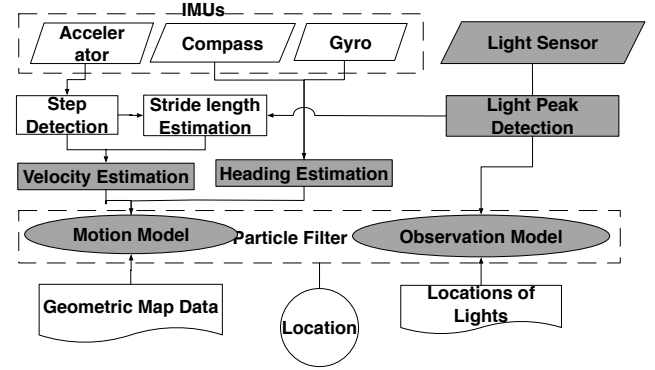 IMUs
Acceler
ator
Compass
Gyro
Light Sensor
Step
Detection
Stride length
Estimation
Light Peak
Detection
Velocity Estimation
Heading Estimation
Motion Model
Particle Filter
Observation Model
Geometric Map Data
Location
Locations of
Lights